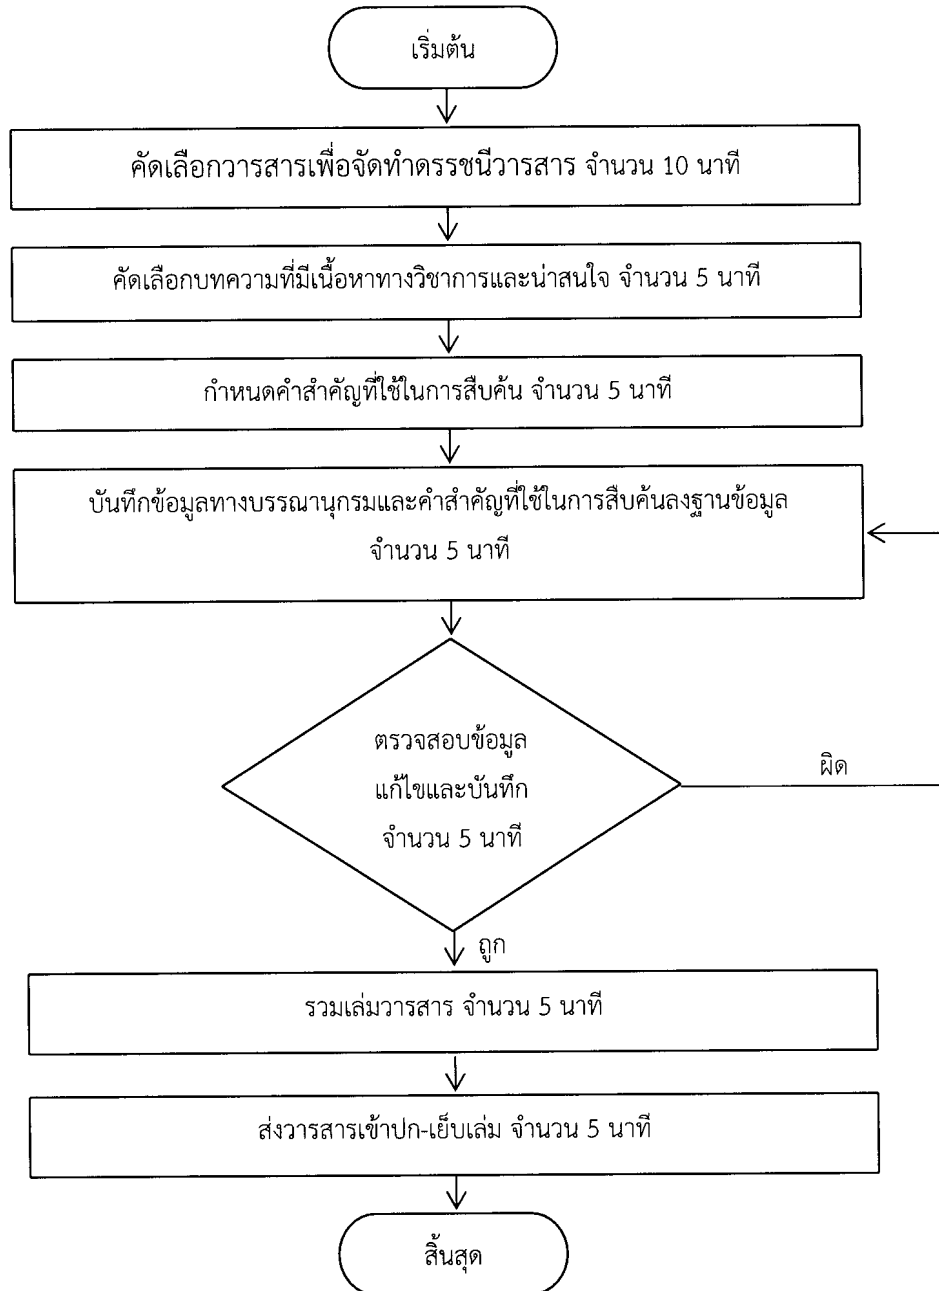 เริ่มต้น
คัดเลือกวารสารเพื่อจัดทำดรรชนีวารสาร จำนวน 10 นาที
คัดเลือกบทความที่มีเนื้อหาทางวิชาการและน่าสนใจ จำนวน 5 นาที
กำหนดคำสำคัญที่ใช้ในการสืบค้น จำนวน 5 นาที
บันทึกข้อมูลทางบรรณานุกรมและคำสำคัญที่ใช้ในการสืบค้นลงฐานข้อมูล
จำนวน 5 นาที
ตรวจสอบข้อมูล
แก้ไขและบันทึก
จำนวน 5 นาที
ผิด
ถูก
รวมเล่มวารสาร จำนวน 5 นาที
ส่งวารสารเข้าปก-เย็บเล่ม จำนวน 5 นาที
สิ้นสุด